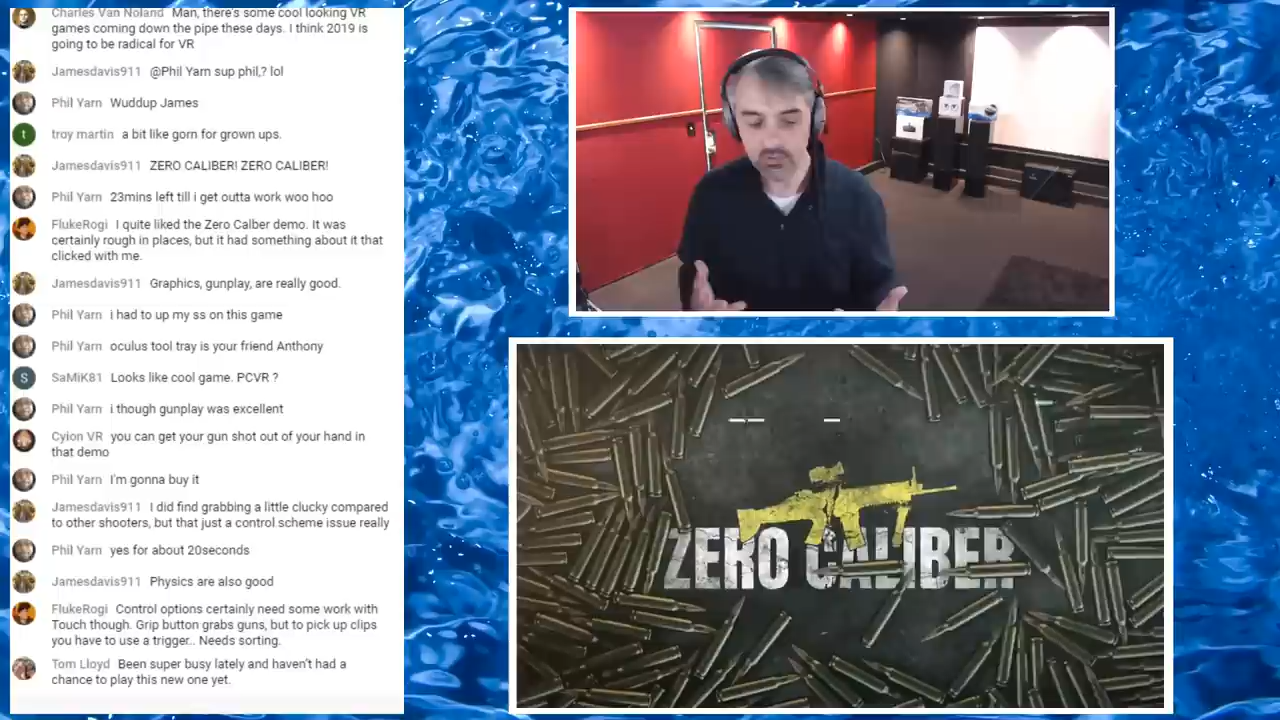 Charles Van Noland Man, there's some cool looking VR
games coming down the pipe these days. I think 2019 is
going to be radical for VR
Jamesdavis911 @Phil Yarn sup phil,? lol
Phil Yarn Wuddup James
t troy martin a bit like gorn for grown ups.
Jamesdavis911 ZERO CALIBER! ZERO CALIBER!
Phil Yarn 23mins left till i get outta work woo hoo
FlukeRogi I quite liked the Zero Calber demo. It was
certainly rough in places, but it had something about it that
clicked with me.
Jamesdavis911 Graphics, gunplay, are really good.
Phil Yarn i had to up my ss on this game
Phil Yarn oculus tool tray is your friend Anthony
S SaMiK81 Looks like cool game. PCVR ?
Phil Yarn i though gunplay was excellent
Cyion VR you can get your gun shot out of your hand in
that demo
Phil Yarn I'm gonna buy it
Jamesdavis911 I did find grabbing a little clucky compared
to other shooters, but that just a control scheme issue really
Phil Yarn yes for about 20seconds
Jamesdavis911 Physics are also good
FlukeRogi Control options certainly need some work with
Touch though. Grip button grabs guns, but to pick up clips
you have to use a trigger.. Needs sorting.
Tom Lloyd Been super busy lately and haven't had a
chance to play this new one yet.
ZERO CALIBER